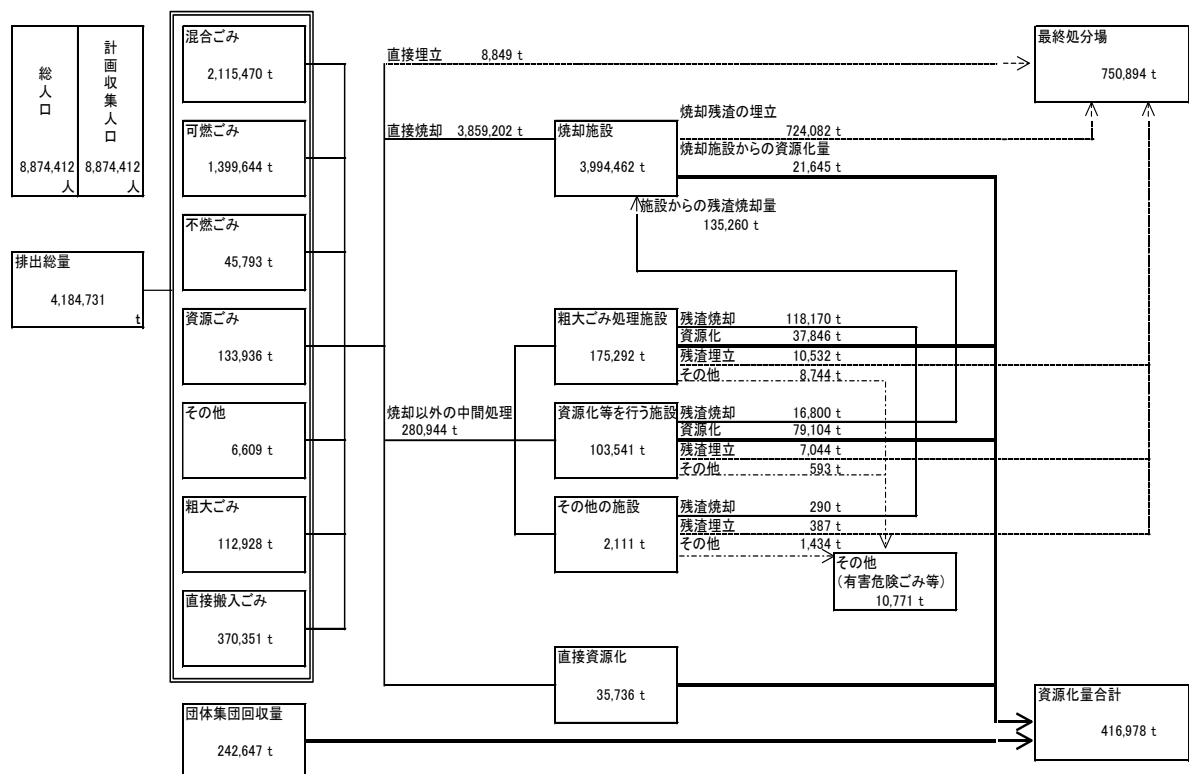 総人口
8,874,412
人
計画収集人口
8,874,412
人
排出総量
4,184,731
t
混合ごみ
2,115,470 t
可燃ごみ
1,399,644 t
不燃ごみ
45,793 t
資源ごみ
133,936 t
その他
6,609 t
粗大ごみ
112,928 t
直接搬入ごみ
370,351 t
団体集団回収量
242,647 t
直接埋立 8,849 t
直接焼却 3,859,202 t
焼却以外の中間処理
280,944 t
焼却施設
3,994,462 t
焼却残渣の埋立
724,082 t
焼却施設からの資源化量
21,645 t
施設からの残渣焼却量
135,260 t
粗大ごみ処理施設
175,292 t
残渣焼却 118,170 t
資源化 37,846 t
残渣埋立 10,532 t
その他 8,744 t
資源化等を行う施設
103,541 t
残渣焼却 16,800 t
資源化 79,104 t
残渣埋立 7,044 t
その他 593 t
その他の施設
2,111 t
残渣焼却 290 t
残渣埋立 387 t
その他 1,434 t
その他
(有害危険ごみ等)
10,771 t
直接資源化
35,736 t
最終処分場
750,894 t
資源化量合計
416,978 t